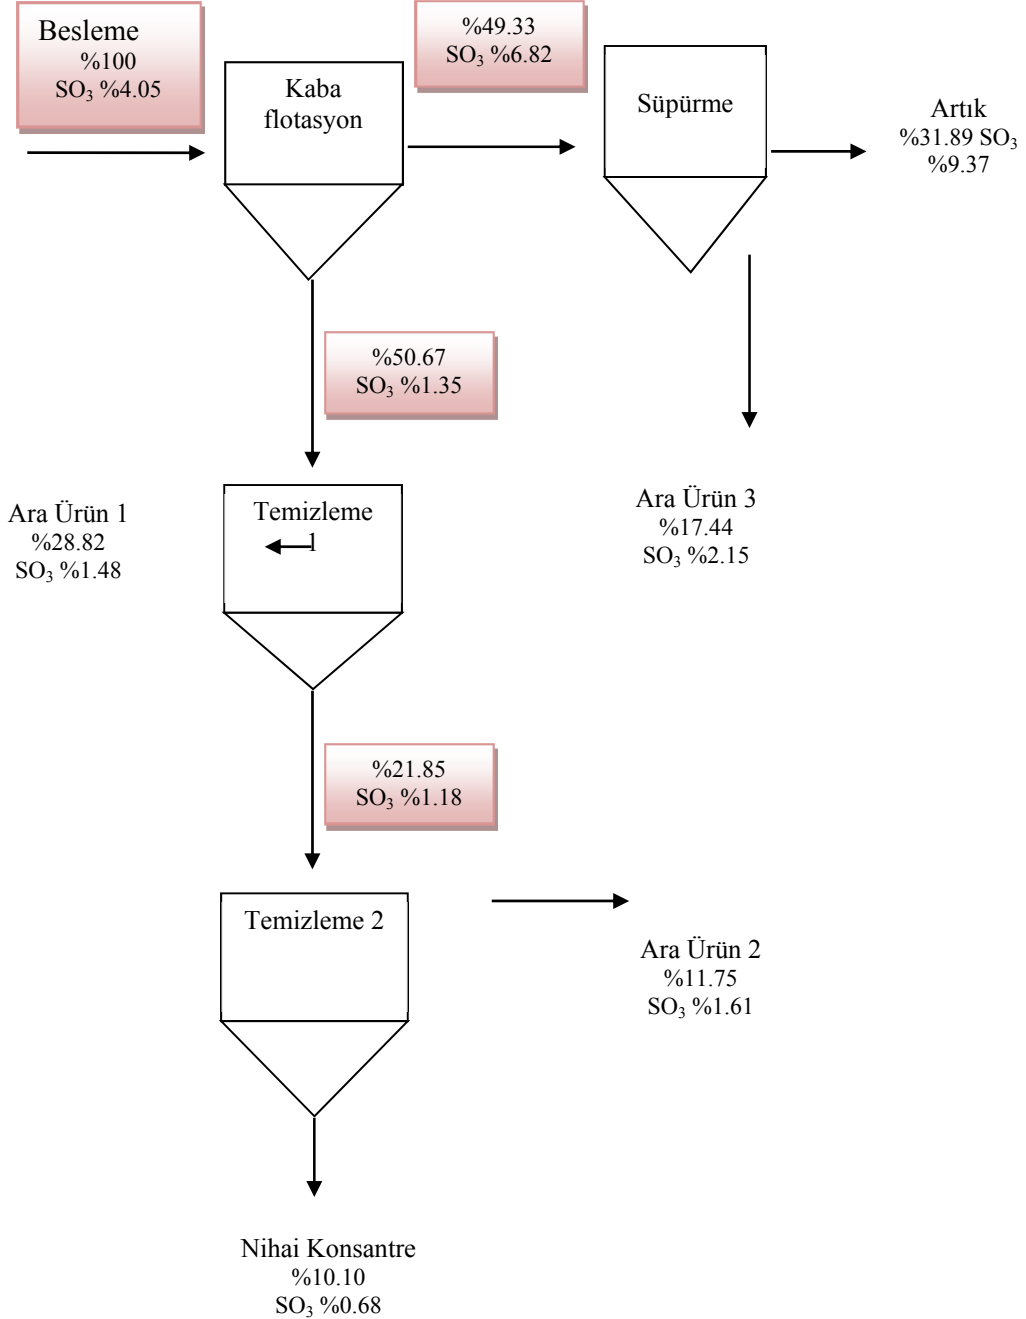 Besleme
%100
SO₃ %4.05
%49.33
SO₃ %6.82
Kaba
flotasyon
Süpürme
Artık
%31.89 SO₃
%9.37
%50.67
SO₃ %1.35
Ara Ürün 1
%28.82
SO₃ %1.48
Temizleme
1
Ara Ürün 3
%17.44
SO₃ %2.15
%21.85
SO₃ %1.18
Temizleme 2
Ara Ürün 2
%11.75
SO₃ %1.61
Nihai Konsantre
%10.10
SO₃ %0.68